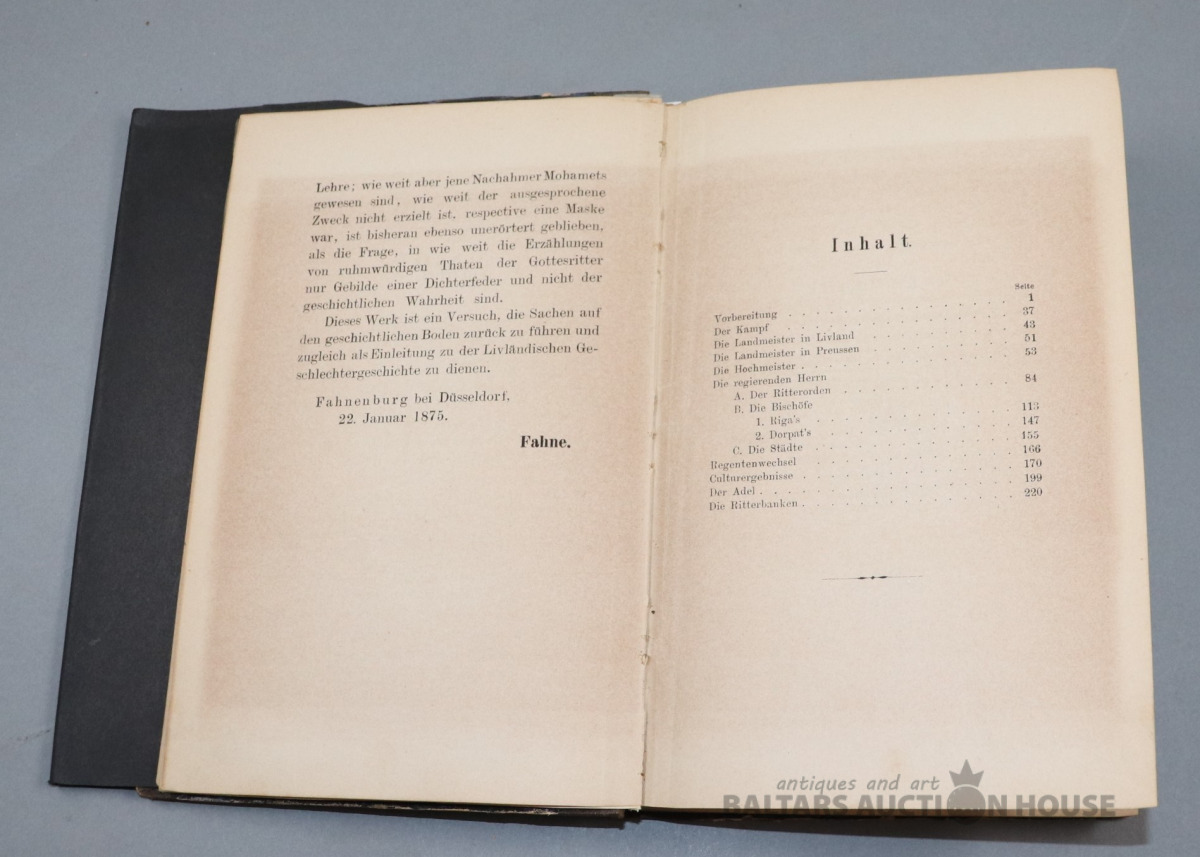 Lehre; wie weit aber jene Nachahmer Mohamets
gewesen sind, wie weit der ausgesprochene
Zweck nicht erzielt ist, respective eine Maske
war, ist bisheran ebenso unerörtert geblieben,
als die Frage, in wie weit die Erzählungen
von ruhmwürdigen Thaten der Gottesritter
nur Gebilde einer Dichterfeder und nicht der
geschichtlichen Wahrheit sind.
Dieses Werk ist ein Versuch, die Sachen auf
den geschichtlichen Boden zurück zu führen und
zugleich als Einleitung zu der Livländischen Ge-
schlechtergeschichte zu dienen.
Fahnenburg bei Düsseldorf.
22. Januar 1875.
Fahne.
Inhalt.
Seite
Vorbereitung . . . . . . . . . . 1
Der Kampf . . . . . . . . . . 37
Die Landmeister in Livland . . . . . . 43
Die Landmeister in Preussen . . . . . . 51
Die Hochmeister . . . . . . . . . . 53
Die regierenden Herrn
A. Der Ritterorden . . . . . . . . 84
B. Die Bischöfe
1. Riga's . . . . . . . . . . 113
2. Dorpat's . . . . . . . . . 147
C. Die Städte . . . . . . . . . 155
Regentenwechsel . . . . . . . . . 166
Culturergebnisse . . . . . . . . . 170
Der Adel . . . . . . . . . . . 199
Die Ritterbanken . . . . . . . . . 220
antiques and art
BALTARS AUCTION HOUSE